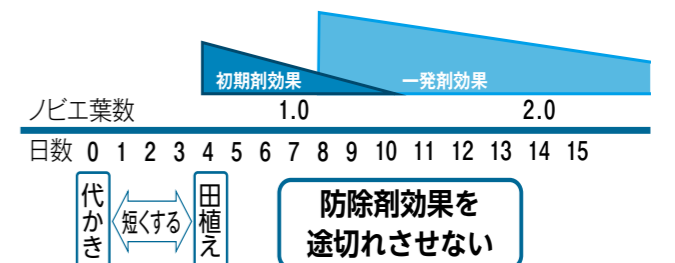 初期剤効果
一発剤効果
ノビエ葉数 1.0 2.0
日数 0 1 2 3 4 5 6 7 8 9 10 11 12 13 14 15
代かき
短くする
田植え
防除剤効果を
途切れさせない